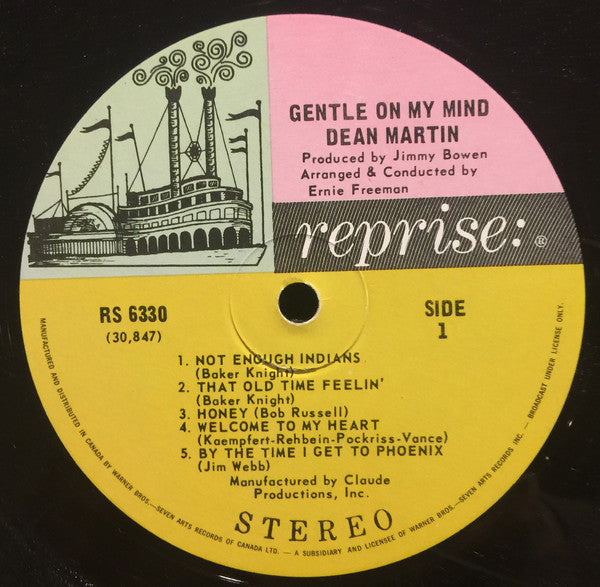 GENTLE ON MY MIND
DEAN MARTIN
Produced by Jimmy Bowen
Arranged & Conducted by
Ernie Freeman
reprise: ®
RS 6330
(30,847)
SIDE
1
1. NOT ENOUGH INDIANS
(Baker Knight)
2. THAT OLD TIME FEELIN'
(Baker Knight)
3. HONEY (Bob Russell)
4. WELCOME TO MY HEART
(Kaempfert-Rehbein-Pockriss-Vance)
5. BY THE TIME I GET TO PHOENIX
(Jim Webb)
Manufactured by Claude
Productions, Inc.
STEREO
MANUFACTURED AND DISTRIBUTED IN CANADA BY WARNER BROS.—SEVEN ARTS RECORDS OF CANADA LTD. — A SUBSIDIARY AND LICENSEE OF WARNER BROS.—SEVEN ARTS RECORDS INC. — BROADCAST UNDER LICENSE ONLY.